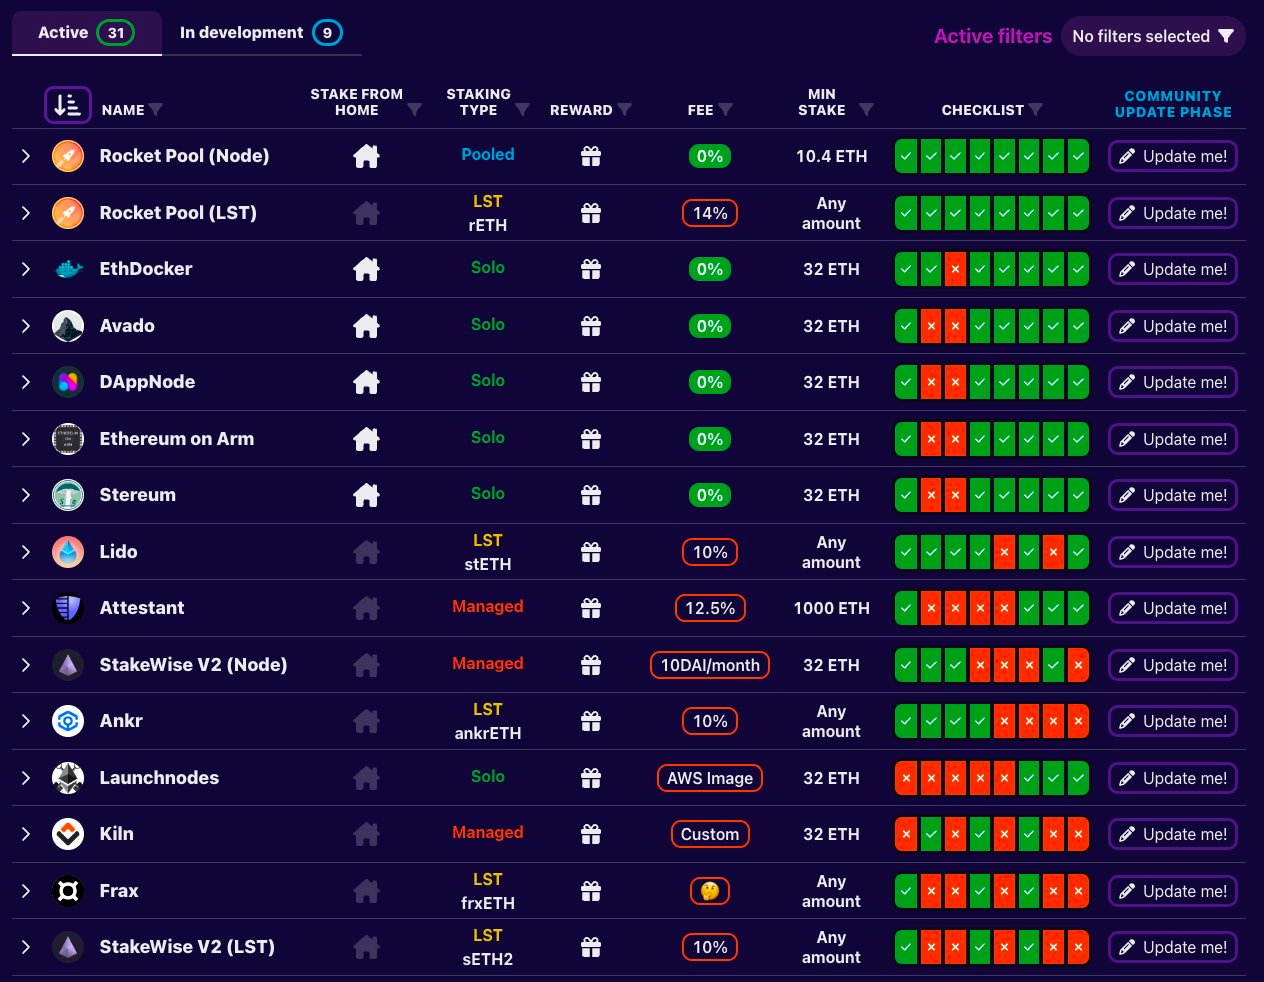 Active 31 In development 9 Active filters No filters selected
NAME STAKE FROM HOME STAKING TYPE REWARD FEE MIN STAKE CHECKLIST COMMUNITY UPDATE PHASE
Rocket Pool (Node) Pooled 0% 10.4 ETH Update me!
Rocket Pool (LST) LST rETH 14% Any amount Update me!
EthDocker Solo 0% 32 ETH Update me!
Avado Solo 0% 32 ETH Update me!
DAppNode Solo 0% 32 ETH Update me!
Ethereum on Arm Solo 0% 32 ETH Update me!
Stereum Solo 0% 32 ETH Update me!
Lido LST stETH 10% Any amount Update me!
Attestant Managed 12.5% 1000 ETH Update me!
StakeWise V2 (Node) Managed 10DAI/month 32 ETH Update me!
Ankr LST ankrETH 10% Any amount Update me!
Launchnodes Solo AWS Image 32 ETH Update me!
Kiln Managed Custom 32 ETH Update me!
Frax LST frxETH 🤔 Any amount Update me!
StakeWise V2 (LST) LST sETH2 10% Any amount Update me!